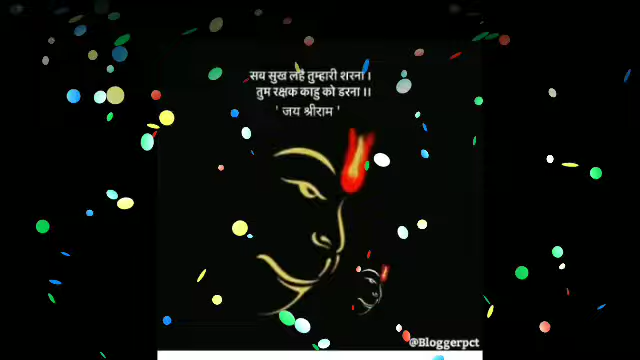 सब सुख लहै तुम्हारी शरना ।
तुम रक्षक काहु को डरना ।।
' जय श्रीराम '
@Bloggerpct